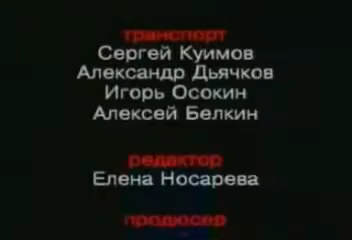 транспорт
Сергей Куимов
Александр Дьячков
Игорь Осокин
Алексей Белкин
редактор
Елена Носарева
продюсер